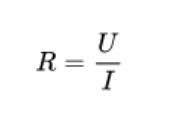 R = U/I